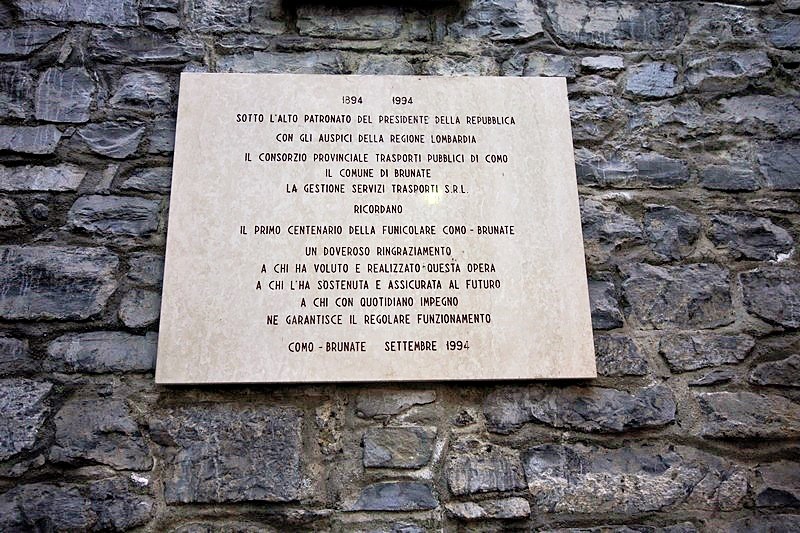 1894 1994
SOTTO L'ALTO PATRONATO DEL PRESIDENTE DELLA REPUBBLICA
CON GLI AUSPICI DELLA REGIONE LOMBARDIA
IL CONSORZIO PROVINCIALE TRASPORTI PUBBLICI DI COMO
IL COMUNE DI BRUNATE
LA GESTIONE SERVIZI TRASPORTI S.R.L.
RICORDANO
IL PRIMO CENTENARIO DELLA FUNICOLARE COMO - BRUNATE
UN DOVEROSO RINGRAZIAMENTO
A CHI HA VOLUTO E REALIZZATO QUESTA OPERA
A CHI L'HA SOSTENUTA E ASSICURATA AL FUTURO
A CHI CON QUOTIDIANO IMPEGNO
NE GARANTISCE IL REGOLARE FUNZIONAMENTO
COMO - BRUNATE SETTEMBRE 1994